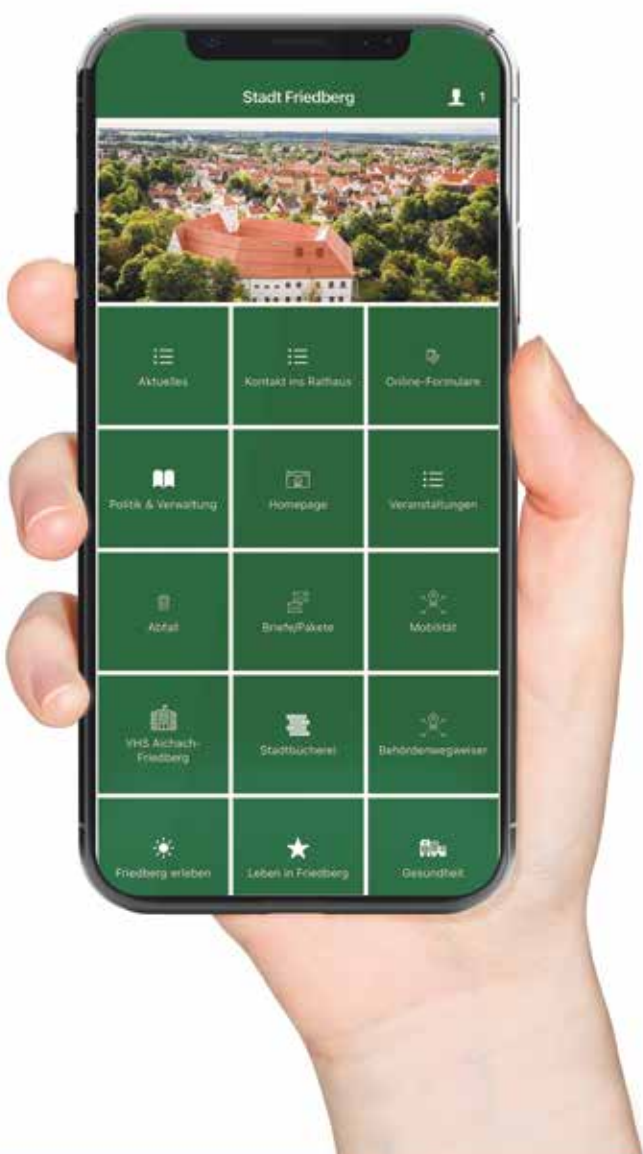 Stadt Friedberg
1
Aktuelles
Kontakt ins Rathaus
Online-Formulare
Politik & Verwaltung
Homepage
Veranstaltungen
Abfall
Briefe/Pakete
Mobilität
VHS Aichach-
Friedberg
Stadtbücherei
Behördenwegweiser
Friedberg erleben
Leben in Friedberg
Gesundheit